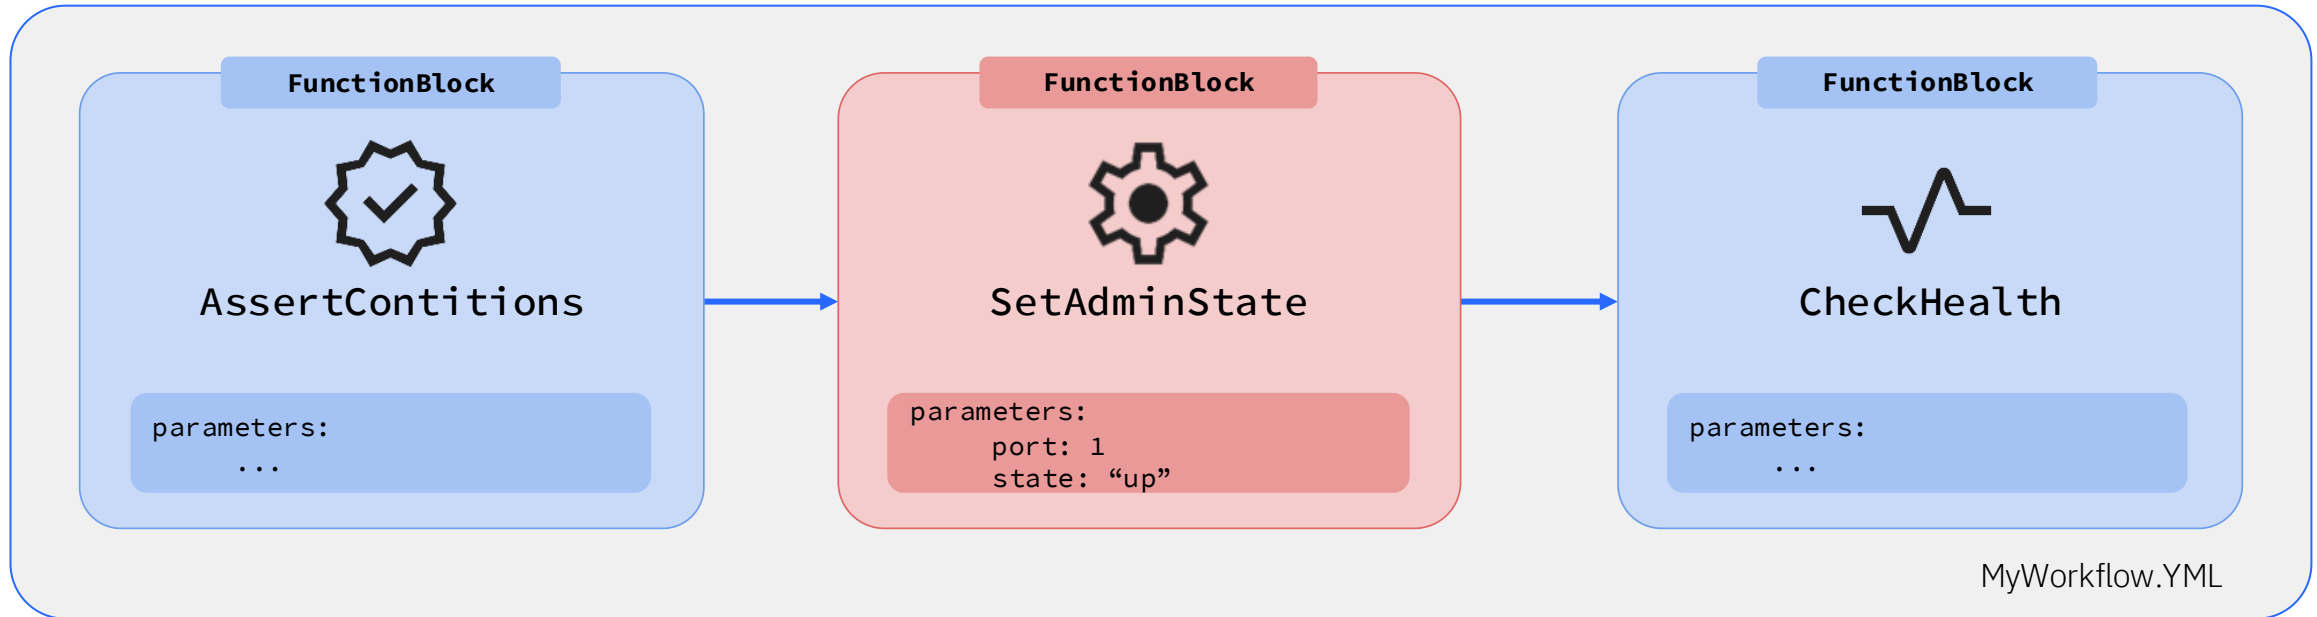 FunctionBlock
AssertContitions
parameters:
...
FunctionBlock
SetAdminState
parameters:
port: 1
state: “up”
FunctionBlock
CheckHealth
parameters:
...
MyWorkflow.YML